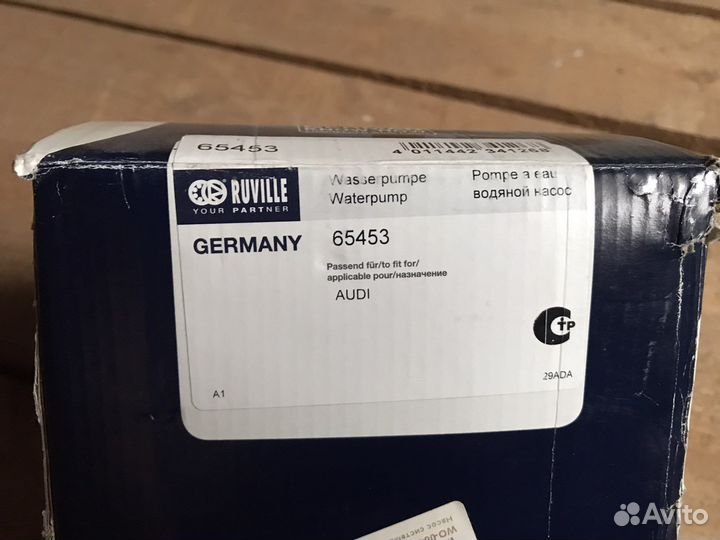 65453
RUVILLE
YOUR PARTNER
Wasserpumpe
Waterpump
Pompe a eau
водяной насос
GERMANY
65453
Passend für/to fit for/
applicable pour/назначение
AUDI
A1
29ADA
Avito